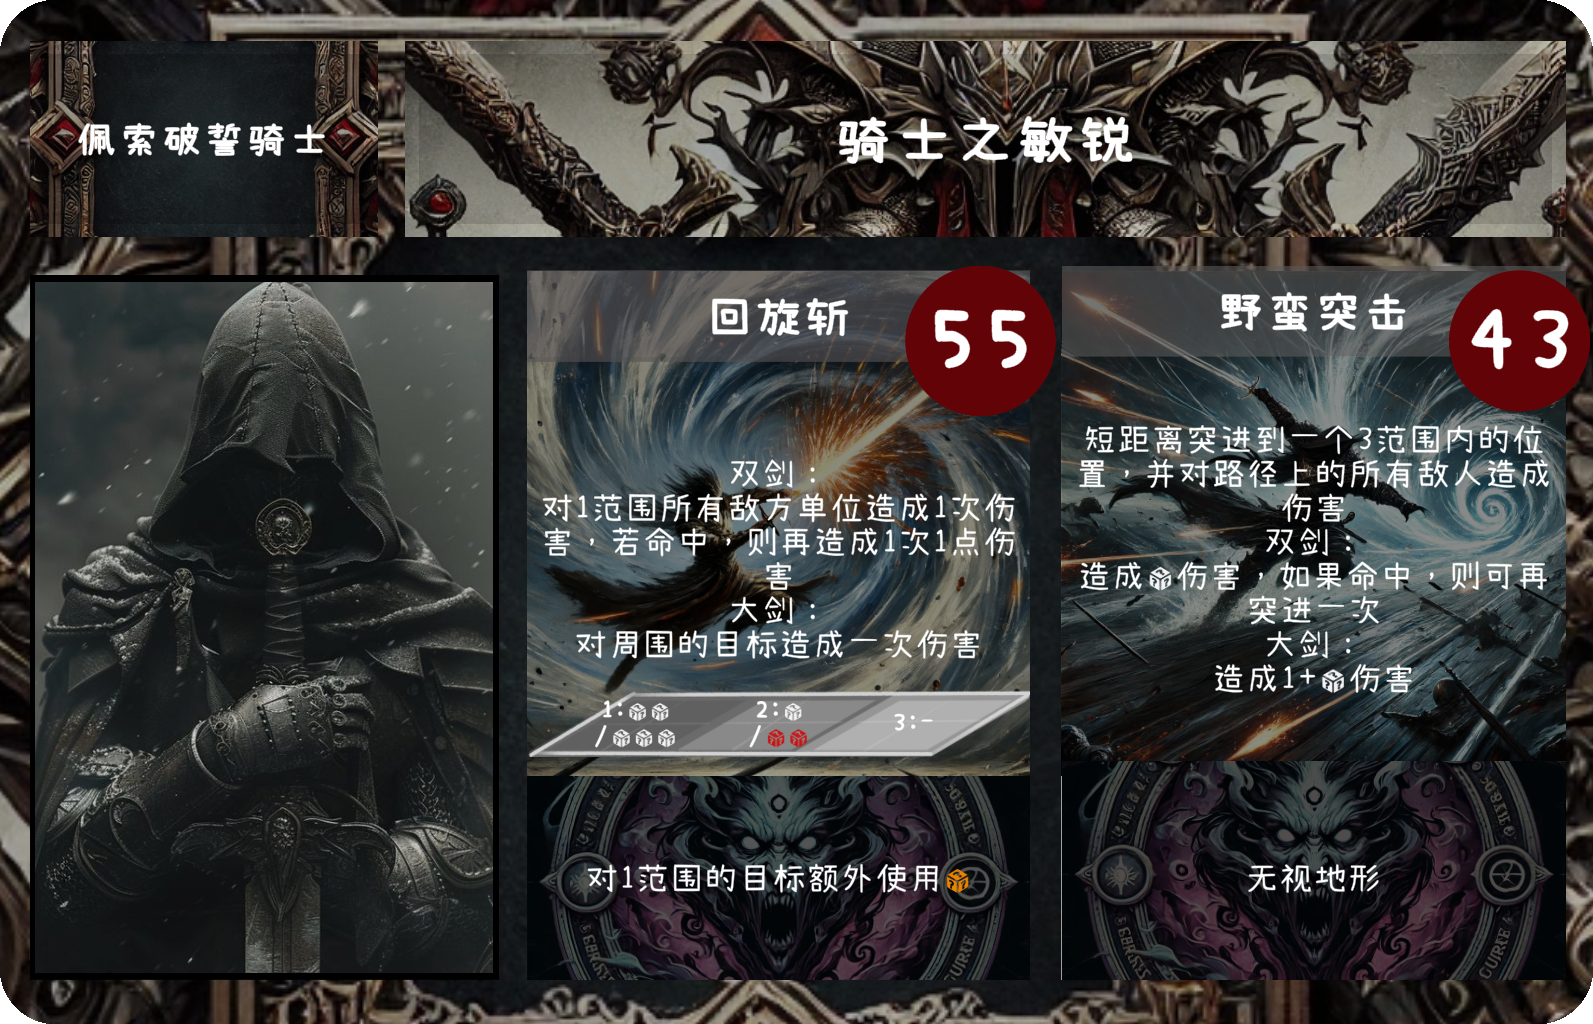 佩索破誓骑士
骑士之敏锐
回旋斩
55
双剑：
对1范围所有敌方单位造成1次伤
害，若命中，则再造成1次1点伤
害
大剑：
对周围的目标造成一次伤害
1:
/
2:
/
3:-
对1范围的目标额外使用
野蛮突击
43
短距离突进到一个3范围内的位
置，并对路径上的所有敌人造成
伤害
双剑：
造成伤害，如果命中，则可再
突进一次
大剑：
造成1+伤害
无视地形